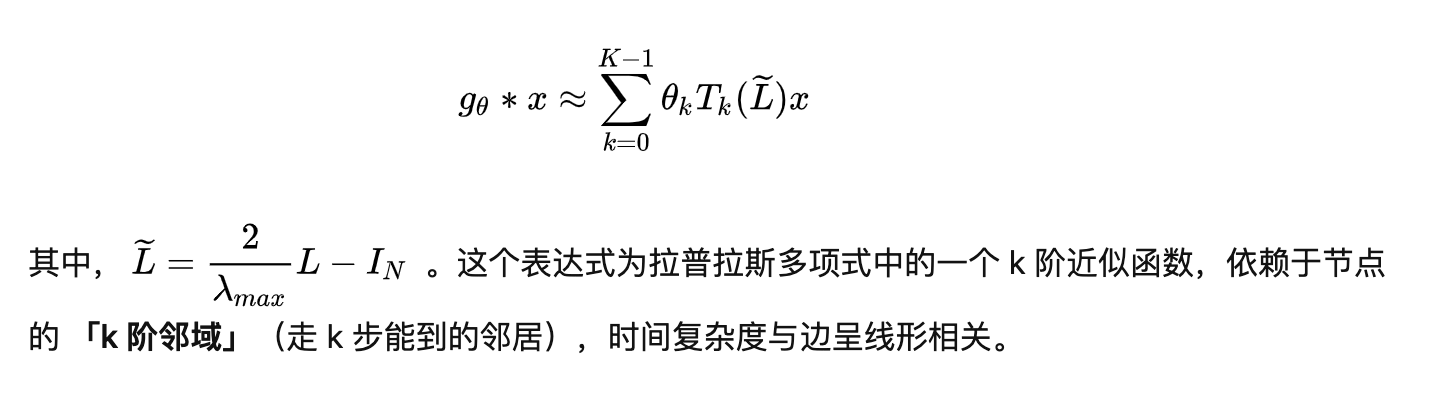 $$g_\theta * x \approx \sum_{k=0}^{K-1} \theta_k T_k(\widetilde{L})x$$
其中， $\widetilde{L} = \frac{2}{\lambda_{max}}L - I_N$ 。这个表达式为拉普拉斯多项式中的一个 k 阶近似函数，依赖于节点
的 「k 阶邻域」（走 k 步能到的邻居），时间复杂度与边呈线形相关。